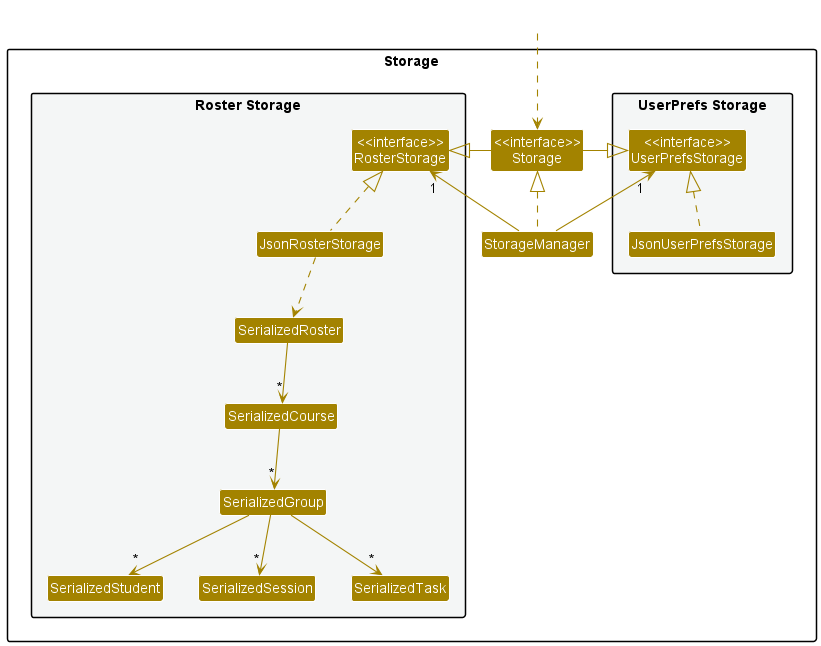 Storage
Roster Storage
UserPrefs Storage
<<interface>>
RosterStorage
<<interface>>
Storage
<<interface>>
UserPrefsStorage
1
1
JsonRosterStorage
StorageManager
JsonUserPrefsStorage
SerializedRoster
*
SerializedCourse
*
SerializedGroup
*
*
*
SerializedStudent
SerializedSession
SerializedTask